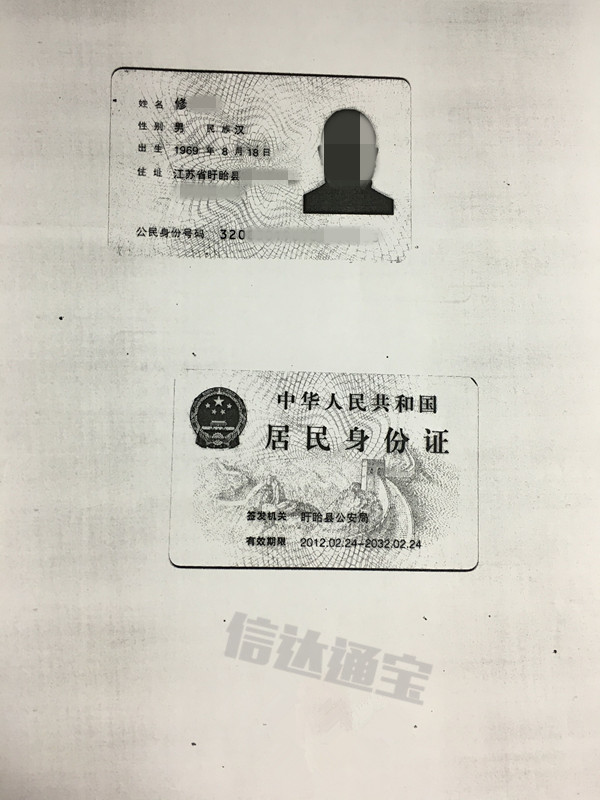 姓名 修
性别 男 民族 汉
出生 1969 年 8 月 18 日
住址 江苏省盱眙县
公民身份号码 320
中华人民共和国
居民身份证
签发机关 盱眙县公安局
有效期限 2012.02.24-2032.02.24
信达通宝